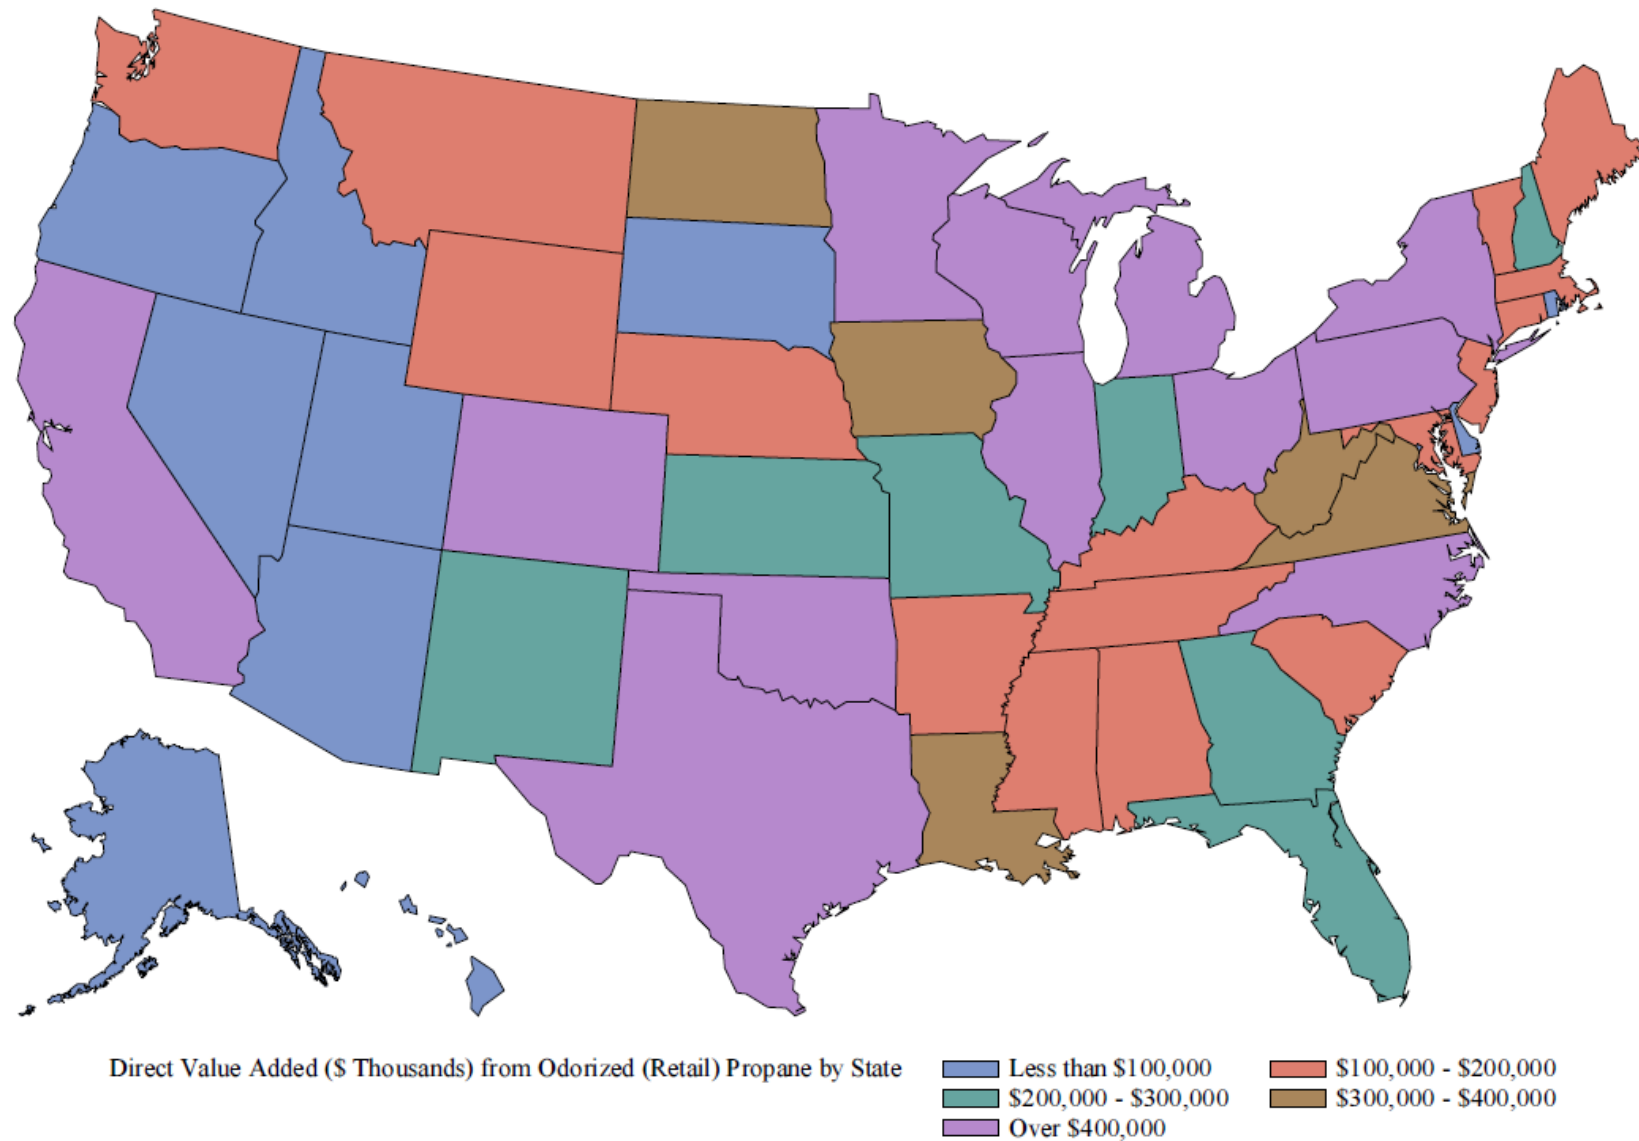 Direct Value Added ($ Thousands) from Odorized (Retail) Propane by State
Less than $100,000
$100,000 - $200,000
$200,000 - $300,000
$300,000 - $400,000
Over $400,000